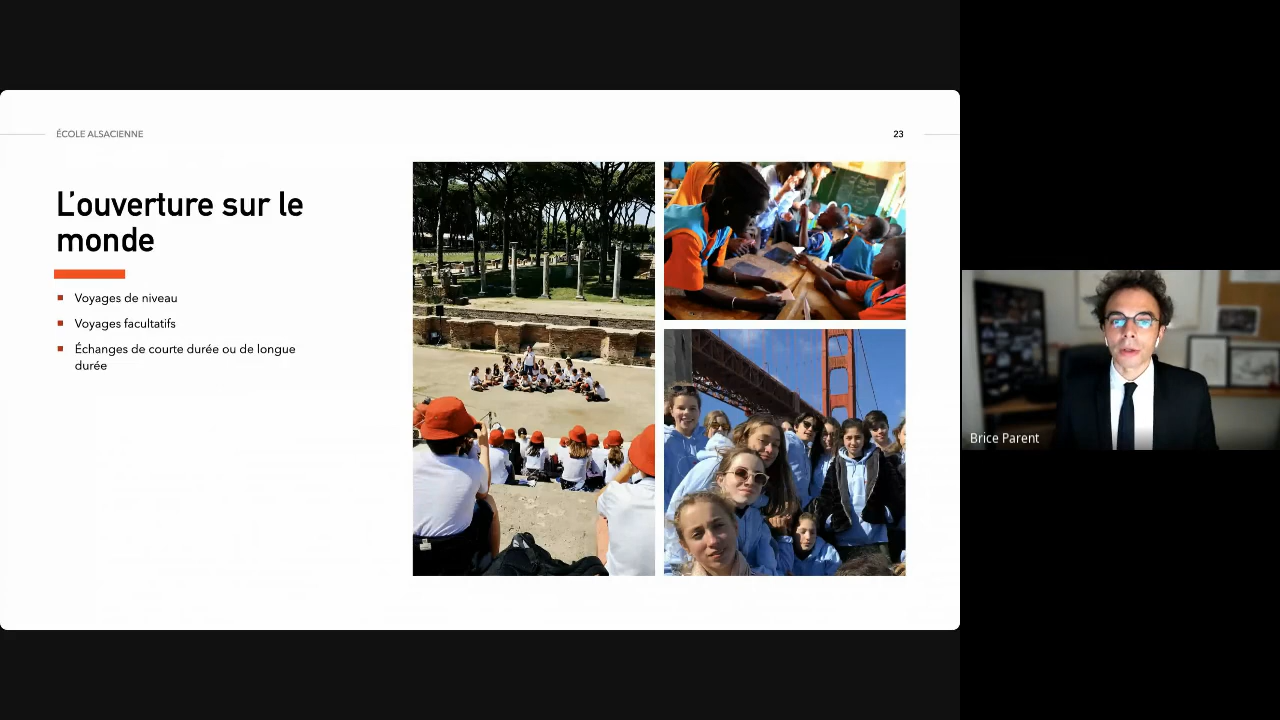 ÉCOLE ALSACIENNE
23
L’ouverture sur le
monde
Voyages de niveau
Voyages facultatifs
Échanges de courte durée ou de longue
durée
Brice Parent